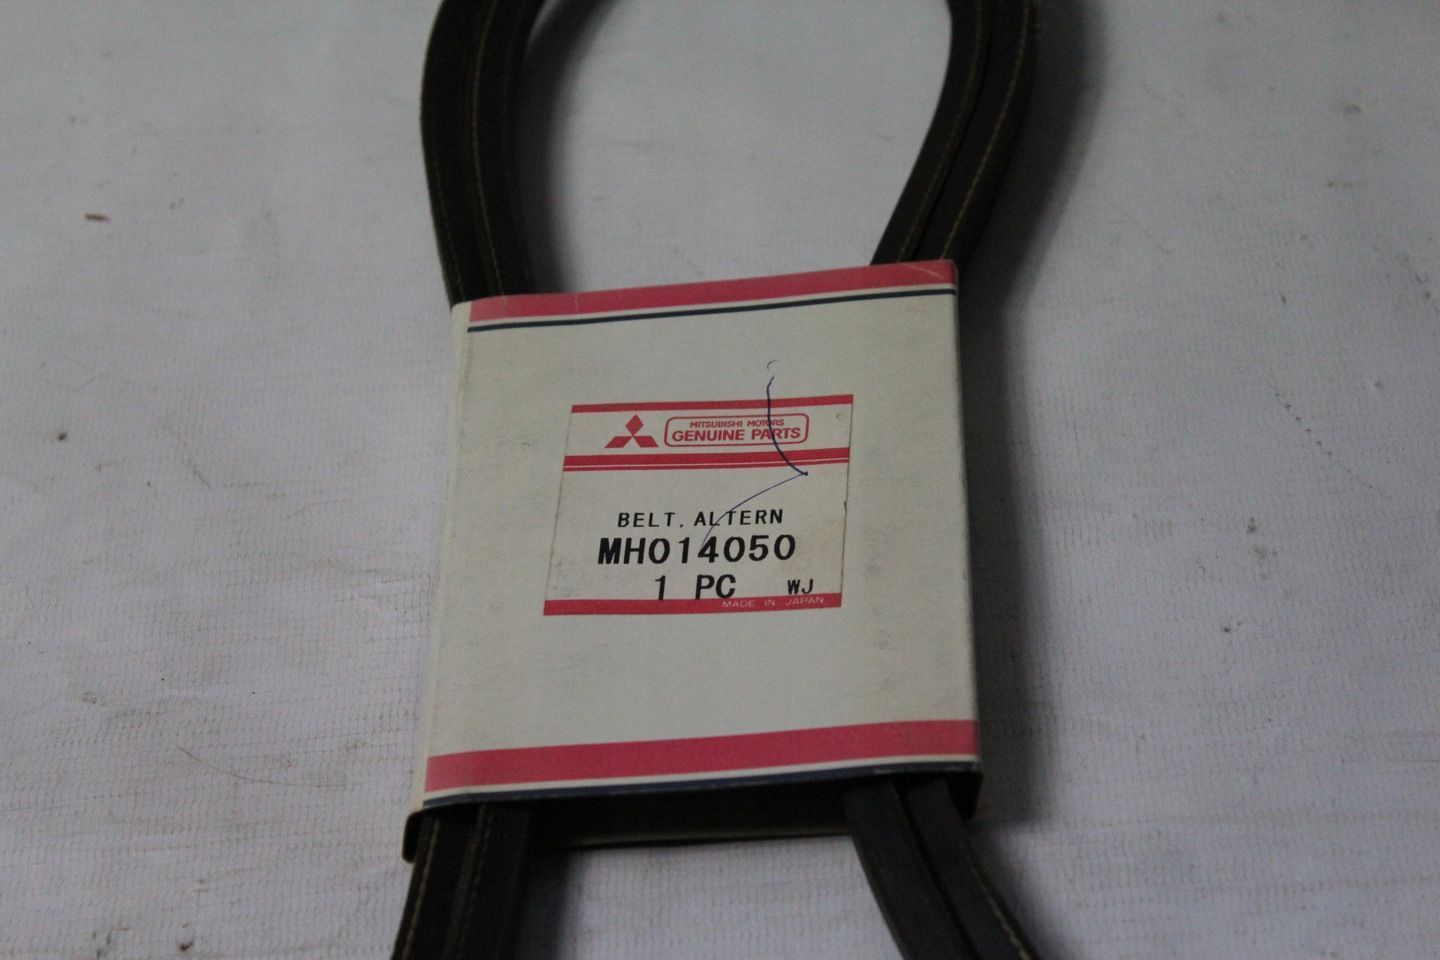 MITSUBISHI MOTORS
GENUINE PARTS
BELT, ALTERN
MH014050
1 PC WJ
MADE IN JAPAN